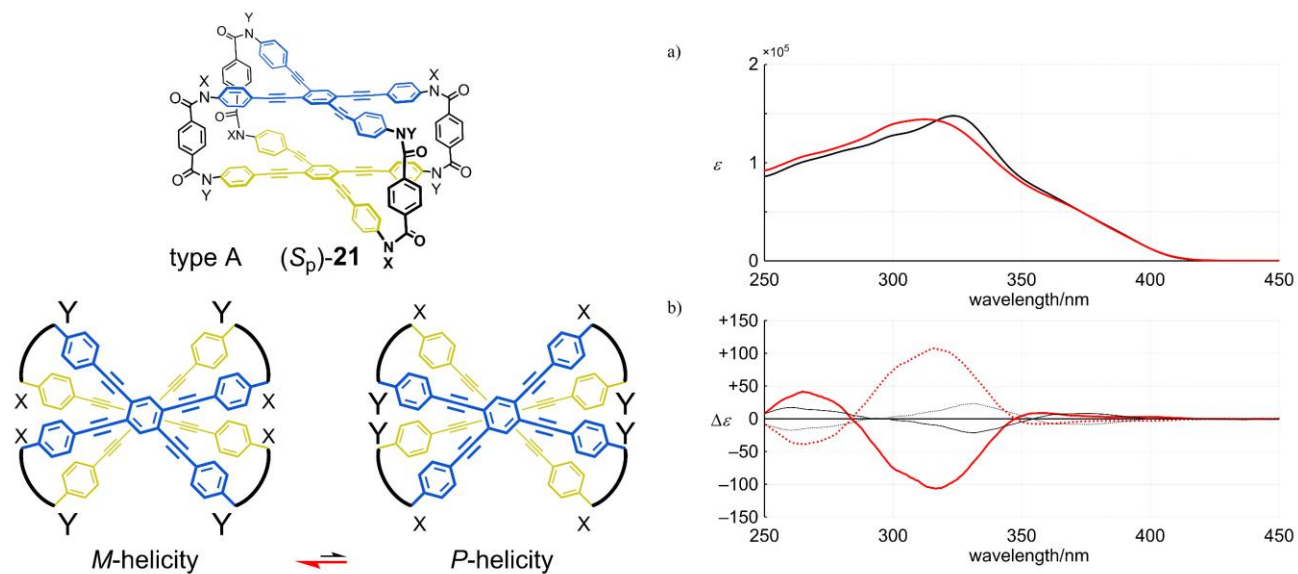 Y
O N
X X
O N N O
O
XN NY
O
O N N O
Y Y
O
N
X
type A (Sp)-21
Y Y
X X
X X
Y Y
M-helicity
X X
Y Y
Y Y
X X
P-helicity
a)
×10⁵
2
1
0
ε
250 300 350 400 450
wavelength/nm
b)
+150
+100
+50
0
−50
−100
−150
Δε
250 300 350 400 450
wavelength/nm